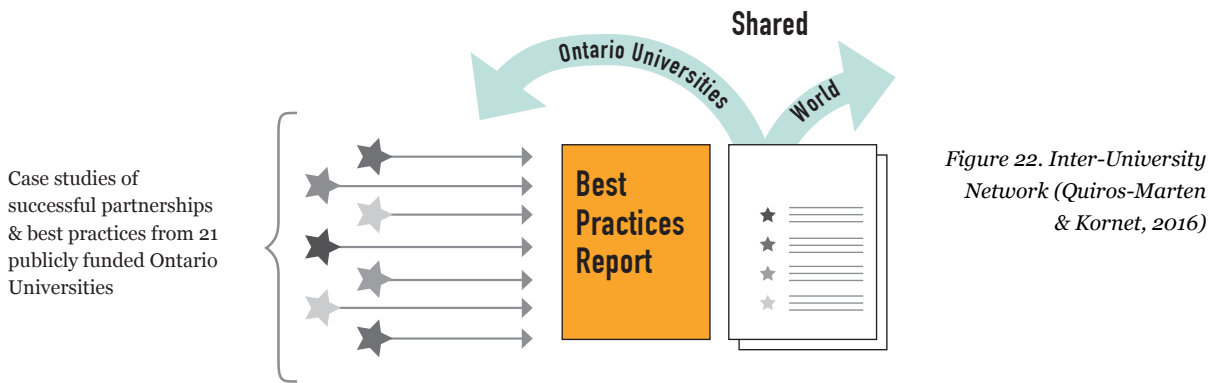 Shared
Ontario Universities
World
Case studies of
successful partnerships
& best practices from 21
publicly funded Ontario
Universities
Best
Practices
Report
Figure 22. Inter-University
Network (Quiros-Marten
& Kornet, 2016)